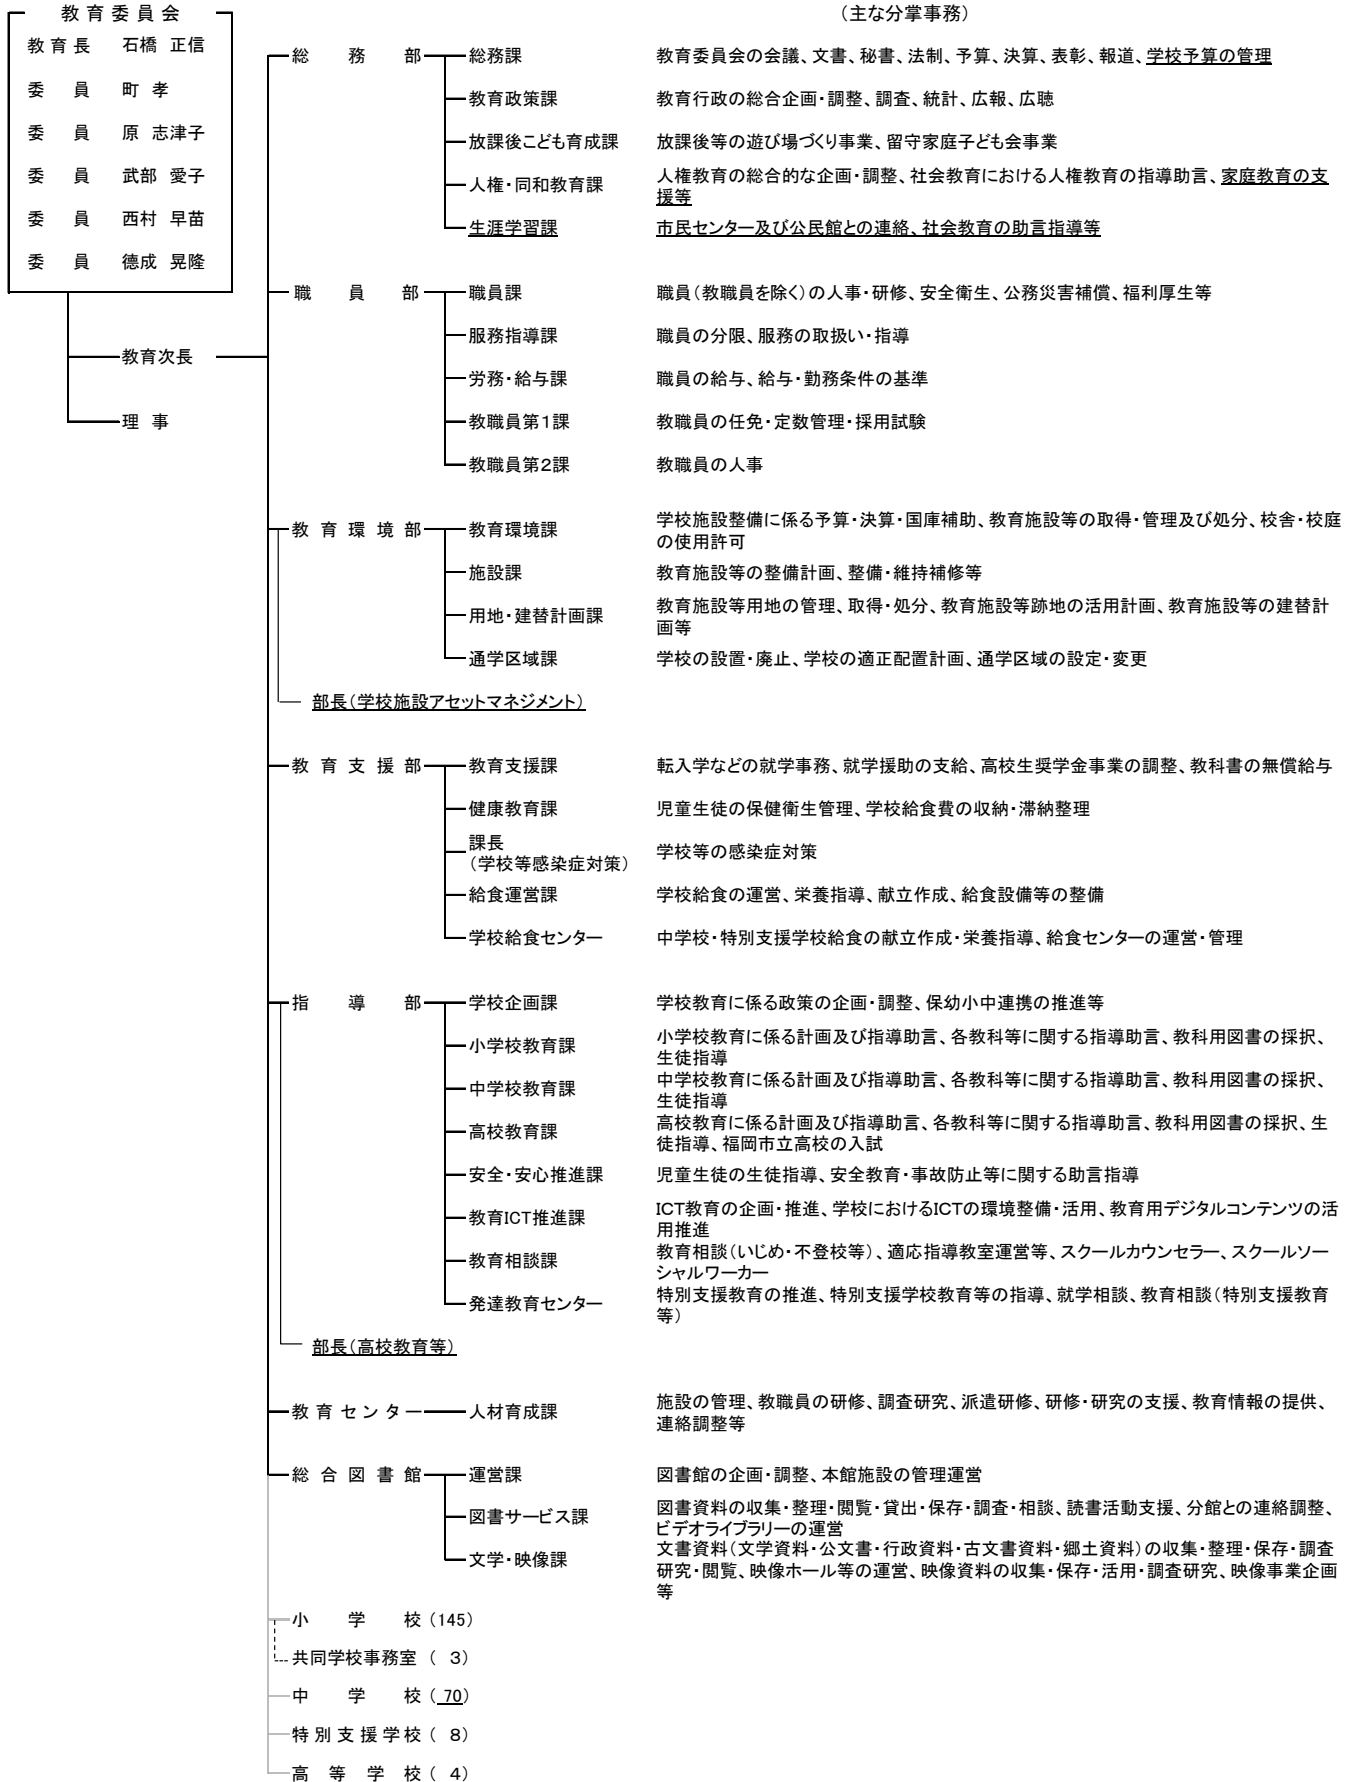 教育委員会
(主な分掌事務)
教育長 石橋 正信
委員 町 孝
委員 原 志津子
委員 武部 愛子
委員 西村 早苗
委員 德成 晃隆
教育次長
理事
総務部 総務課 教育委員会の会議、文書、秘書、法制、予算、決算、表彰、報道、学校予算の管理
教育政策課 教育行政の総合企画・調整、調査、統計、広報、広聴
放課後こども育成課 放課後等の遊び場づくり事業、留守家庭子ども会事業
人権・同和教育課 人権教育の総合的な企画・調整、社会教育における人権教育の指導助言、家庭教育の支
援等
生涯学習課 市民センター及び公民館との連絡、社会教育の助言指導等
職員部 職員課 職員(教職員を除く)の人事・研修、安全衛生、公務災害補償、福利厚生等
服務指導課 職員の分限、服務の取扱い・指導
労務・給与課 職員の給与、給与・勤務条件の基準
教職員第1課 教職員の任免・定数管理・採用試験
教職員第2課 教職員の人事
教育環境部 教育環境課 学校施設整備に係る予算・決算・国庫補助、教育施設等の取得・管理及び処分、校舎・校庭
の使用許可
施設課 教育施設等の整備計画、整備・維持補修等
用地・建替計画課 教育施設等用地の管理、取得・処分、教育施設等跡地の活用計画、教育施設等の建替計
画等
通学区域課 学校の設置・廃止、学校の適正配置計画、通学区域の設定・変更
部長(学校施設アセットマネジメント)
教育支援部 教育支援課 転入学などの就学事務、就学援助の支給、高校生奨学金事業の調整、教科書の無償給与
健康教育課 児童生徒の保健衛生管理、学校給食費の収納・滞納整理
課長
(学校等感染症対策) 学校等の感染症対策
給食運営課 学校給食の運営、栄養指導、献立作成、給食設備等の整備
学校給食センター 中学校・特別支援学校給食の献立作成・栄養指導、給食センターの運営・管理
指導部 学校企画課 学校教育に係る政策の企画・調整、保幼小中連携の推進等
小学校教育課 小学校教育に係る計画及び指導助言、各教科等に関する指導助言、教科用図書の採択、
生徒指導
中学校教育課 中学校教育に係る計画及び指導助言、各教科等に関する指導助言、教科用図書の採択、
生徒指導
高校教育課 高校教育に係る計画及び指導助言、各教科等に関する指導助言、教科用図書の採択、生
徒指導、福岡市立高校の入試
安全・安心推進課 児童生徒の生徒指導、安全教育・事故防止等に関する助言指導
教育ICT推進課 ICT教育の企画・推進、学校におけるICTの環境整備・活用、教育用デジタルコンテンツの活
用推進
教育相談課 教育相談(いじめ・不登校等)、適応指導教室運営等、スクールカウンセラー、スクールソー
シャルワーカー
発達教育センター 特別支援教育の推進、特別支援学校教育等の指導、就学相談、教育相談(特別支援教育
等)
部長(高校教育等)
教育センター 人材育成課 施設の管理、教職員の研修、調査研究、派遣研修、研修・研究の支援、教育情報の提供、
連絡調整等
総合図書館 運営課 図書館の企画・調整、本館施設の管理運営
図書サービス課 図書資料の収集・整理・閲覧・貸出・保存・調査・相談、読書活動支援、分館との連絡調整、
ビデオライブラリーの運営
文学・映像課 文書資料(文学資料・公文書・行政資料・古文書資料・郷土資料)の収集・整理・保存・調査
研究・閲覧、映像ホール等の運営、映像資料の収集・保存・活用・調査研究、映像事業企画
等
小学校 (145)
共同学校事務室 ( 3)
中学校 ( 70)
特別支援学校 ( 8)
高等学校 ( 4)